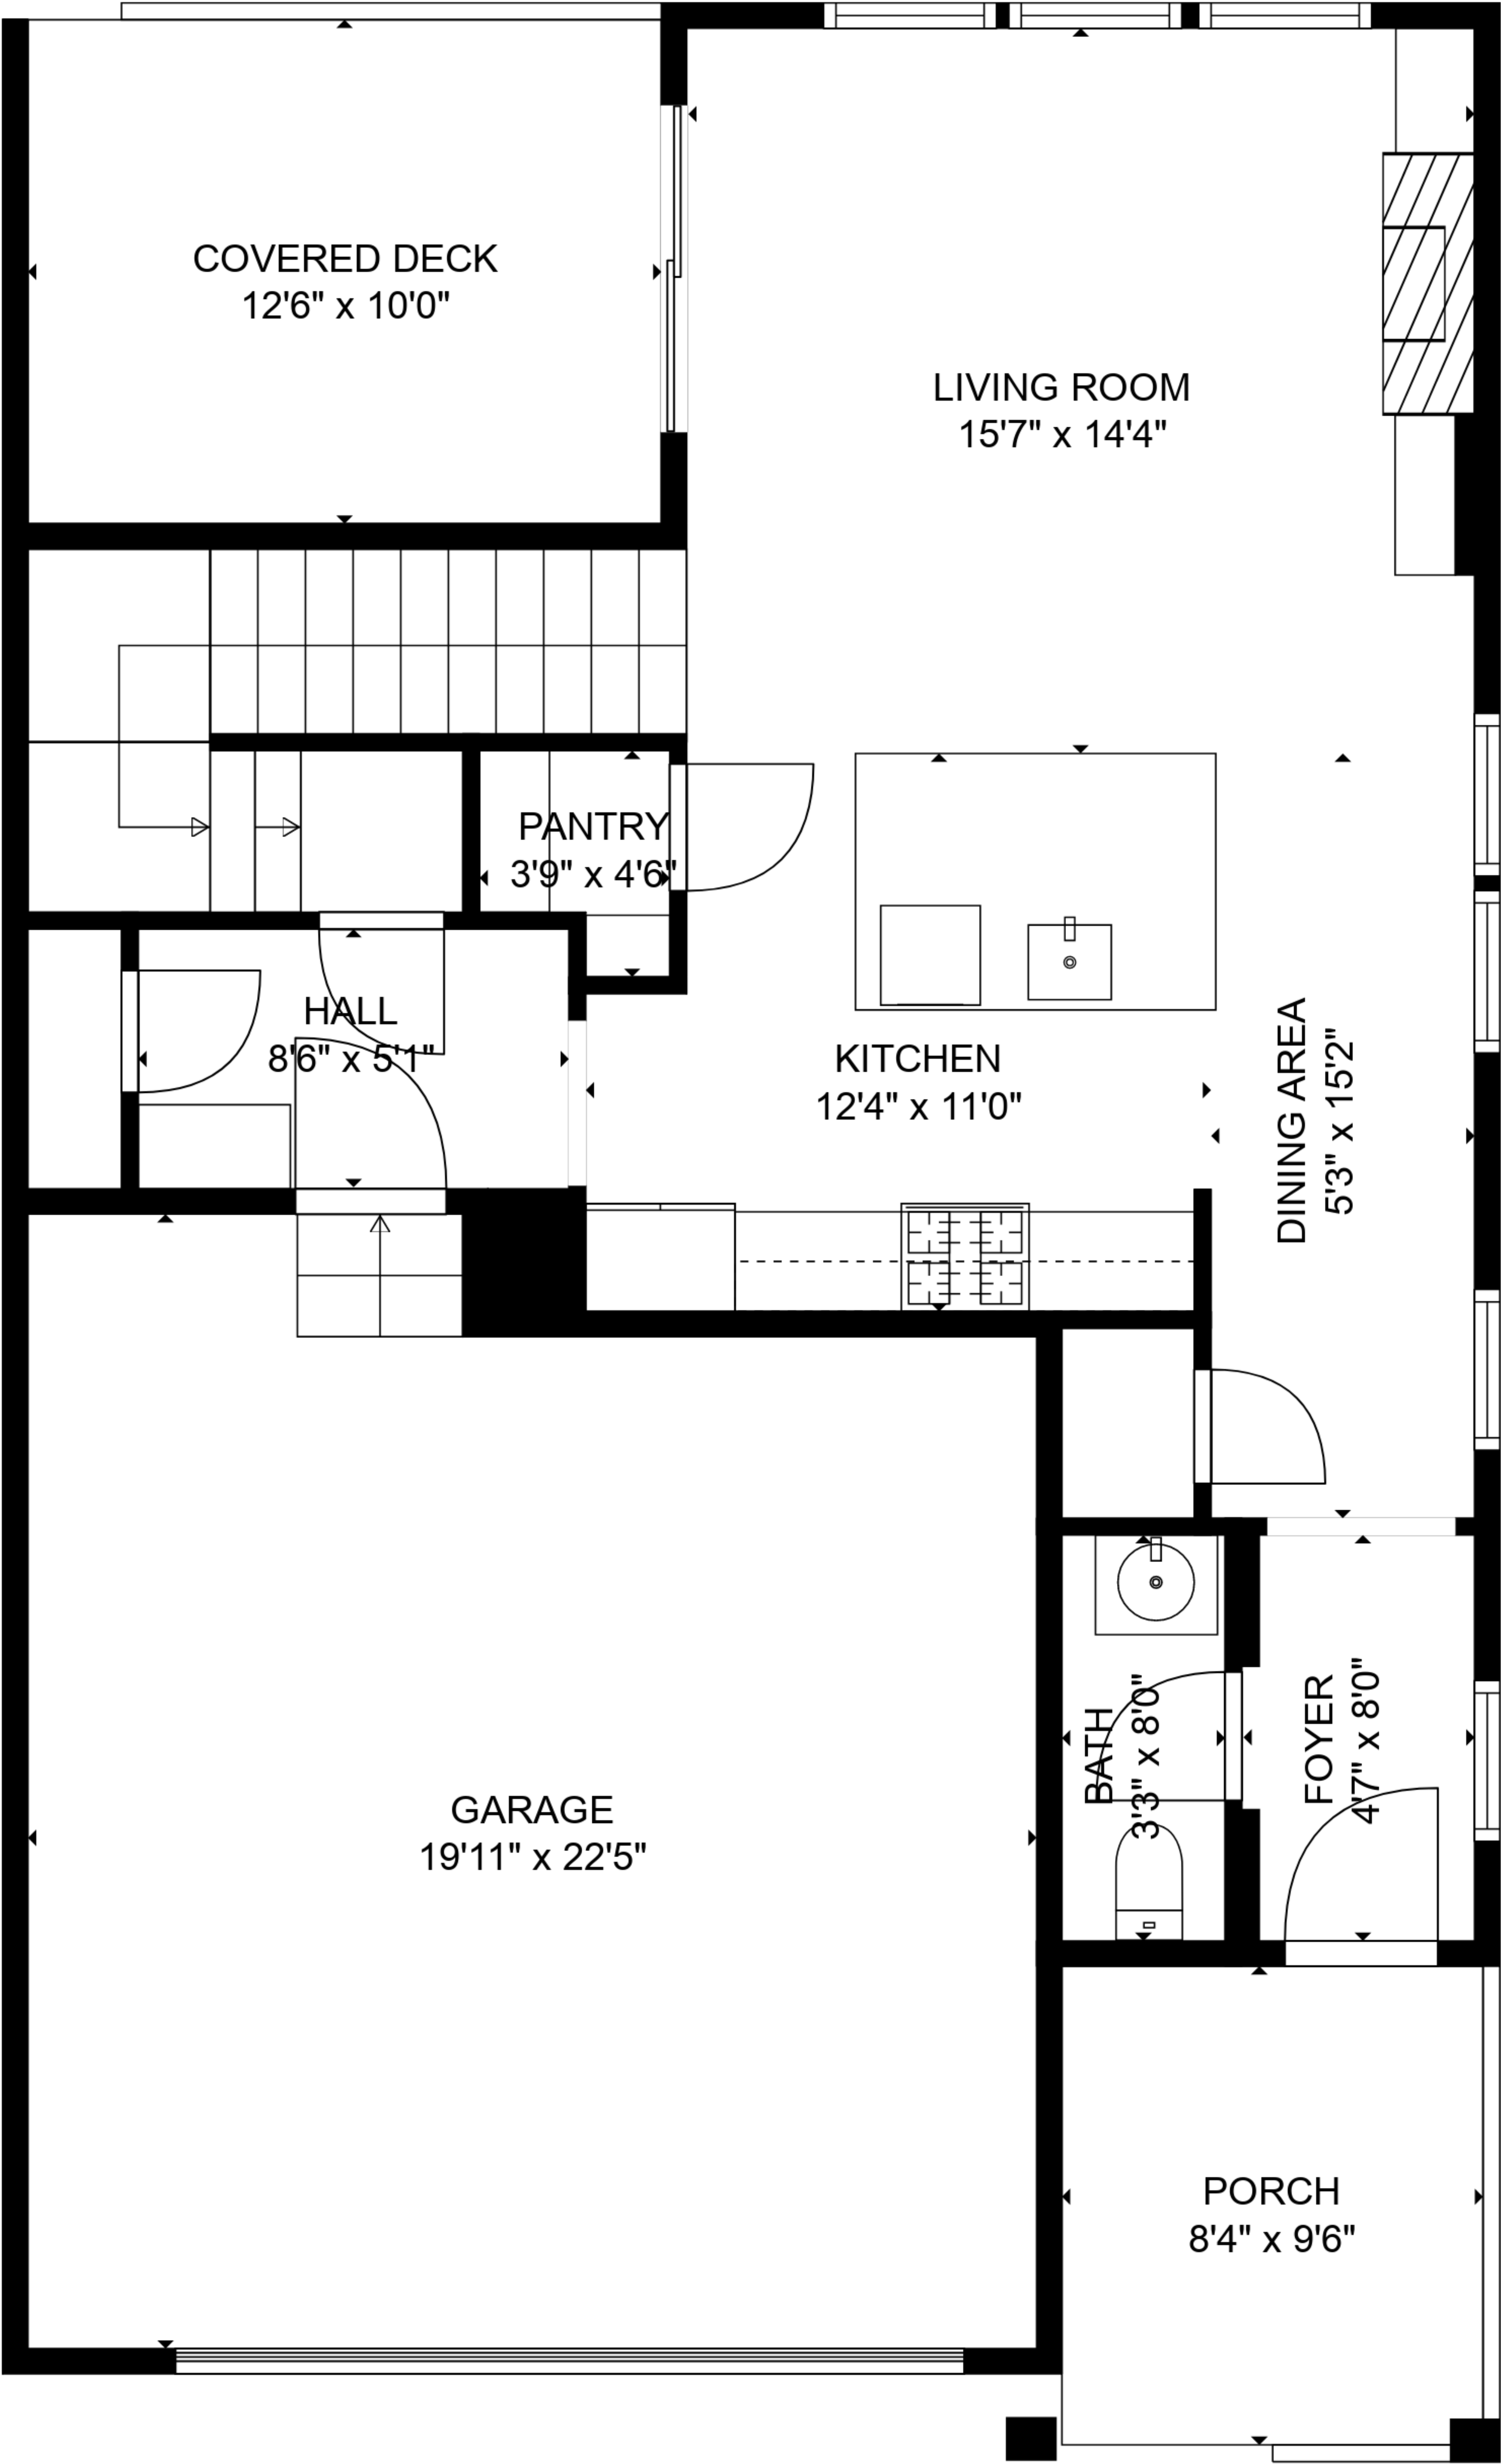 COVERED DECK
12'6" x 10'0"
LIVING ROOM
15'7" x 14'4"
PANTRY
3'9" x 4'6"
HALL
8'6" x 5'1"
KITCHEN
12'4" x 11'0"
DINING AREA
5'3" x 15'2"
BATH
3'3" x 8'0"
FOYER
4'7" x 8'0"
GARAGE
19'11" x 22'5"
PORCH
8'4" x 9'6"